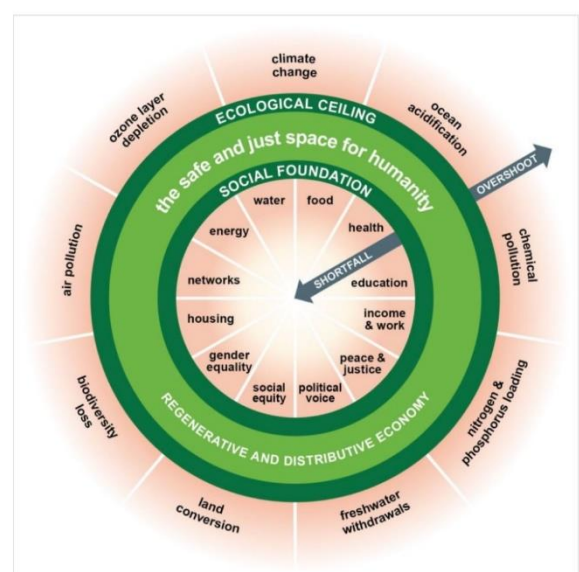 climate
change
ocean
acidification
chemical
pollution
nitrogen &
phosphorus loading
freshwater
withdrawals
land
conversion
biodiversity
loss
air pollution
ozone layer
depletion
ECOLOGICAL CEILING
the safe and just space for humanity
SOCIAL FOUNDATION
OVERSHOOT
SHORTFALL
water
food
health
education
income
& work
peace &
justice
political
voice
social
equity
gender
equality
housing
networks
energy
REGENERATIVE AND DISTRIBUTIVE ECONOMY